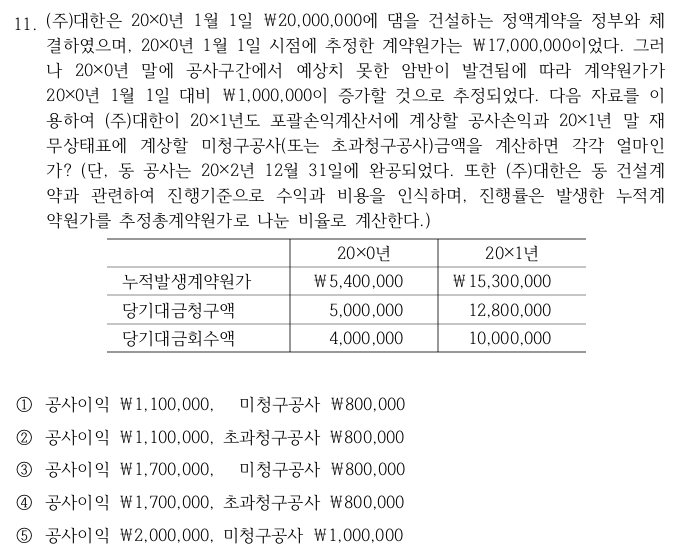 11. (주)대한은 20×0년 1월 1일 ₩20,000,000에 댐을 건설하는 정액계약을 정부와 체
결하였으며, 20×0년 1월 1일 시점에 추정한 계약원가는 ₩17,000,000이었다. 그러
나 20×0년 말에 공사구간에서 예상치 못한 암반이 발견됨에 따라 계약원가가
20×0년 1월 1일 대비 ₩1,000,000이 증가할 것으로 추정되었다. 다음 자료를 이
용하여 (주)대한이 20×1년도 포괄손익계산서에 계상할 공사손익과 20×1년 말 재
무상태표에 계상할 미청구공사(또는 초과청구공사)금액을 계산하면 각각 얼마인
가? (단, 동 공사는 20×2년 12월 31일에 완공되었다. 또한 (주)대한은 동 건설계
약과 관련하여 진행기준으로 수익과 비용을 인식하며, 진행률은 발생한 누적계
약원가를 추정총계약원가로 나눈 비율로 계산한다.)
20×0년 20×1년
누적발생계약원가 ₩5,400,000 ₩15,300,000
당기대금청구액 5,000,000 12,800,000
당기대금회수액 4,000,000 10,000,000
① 공사이익 ₩1,100,000, 미청구공사 ₩800,000
② 공사이익 ₩1,100,000, 초과청구공사 ₩800,000
③ 공사이익 ₩1,700,000, 미청구공사 ₩800,000
④ 공사이익 ₩1,700,000, 초과청구공사 ₩800,000
⑤ 공사이익 ₩2,000,000, 미청구공사 ₩1,000,000